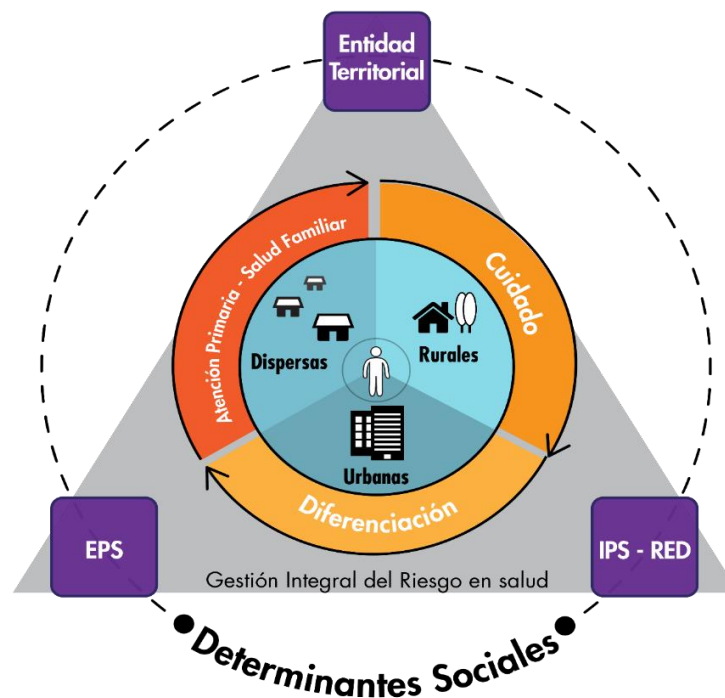 Entidad
Territorial
Atención Primaria - Salud Familiar
Cuidado
Dispersas
Rurales
Urbanas
Diferenciación
EPS
IPS - RED
Gestión Integral del Riesgo en salud
Determinantes Sociales